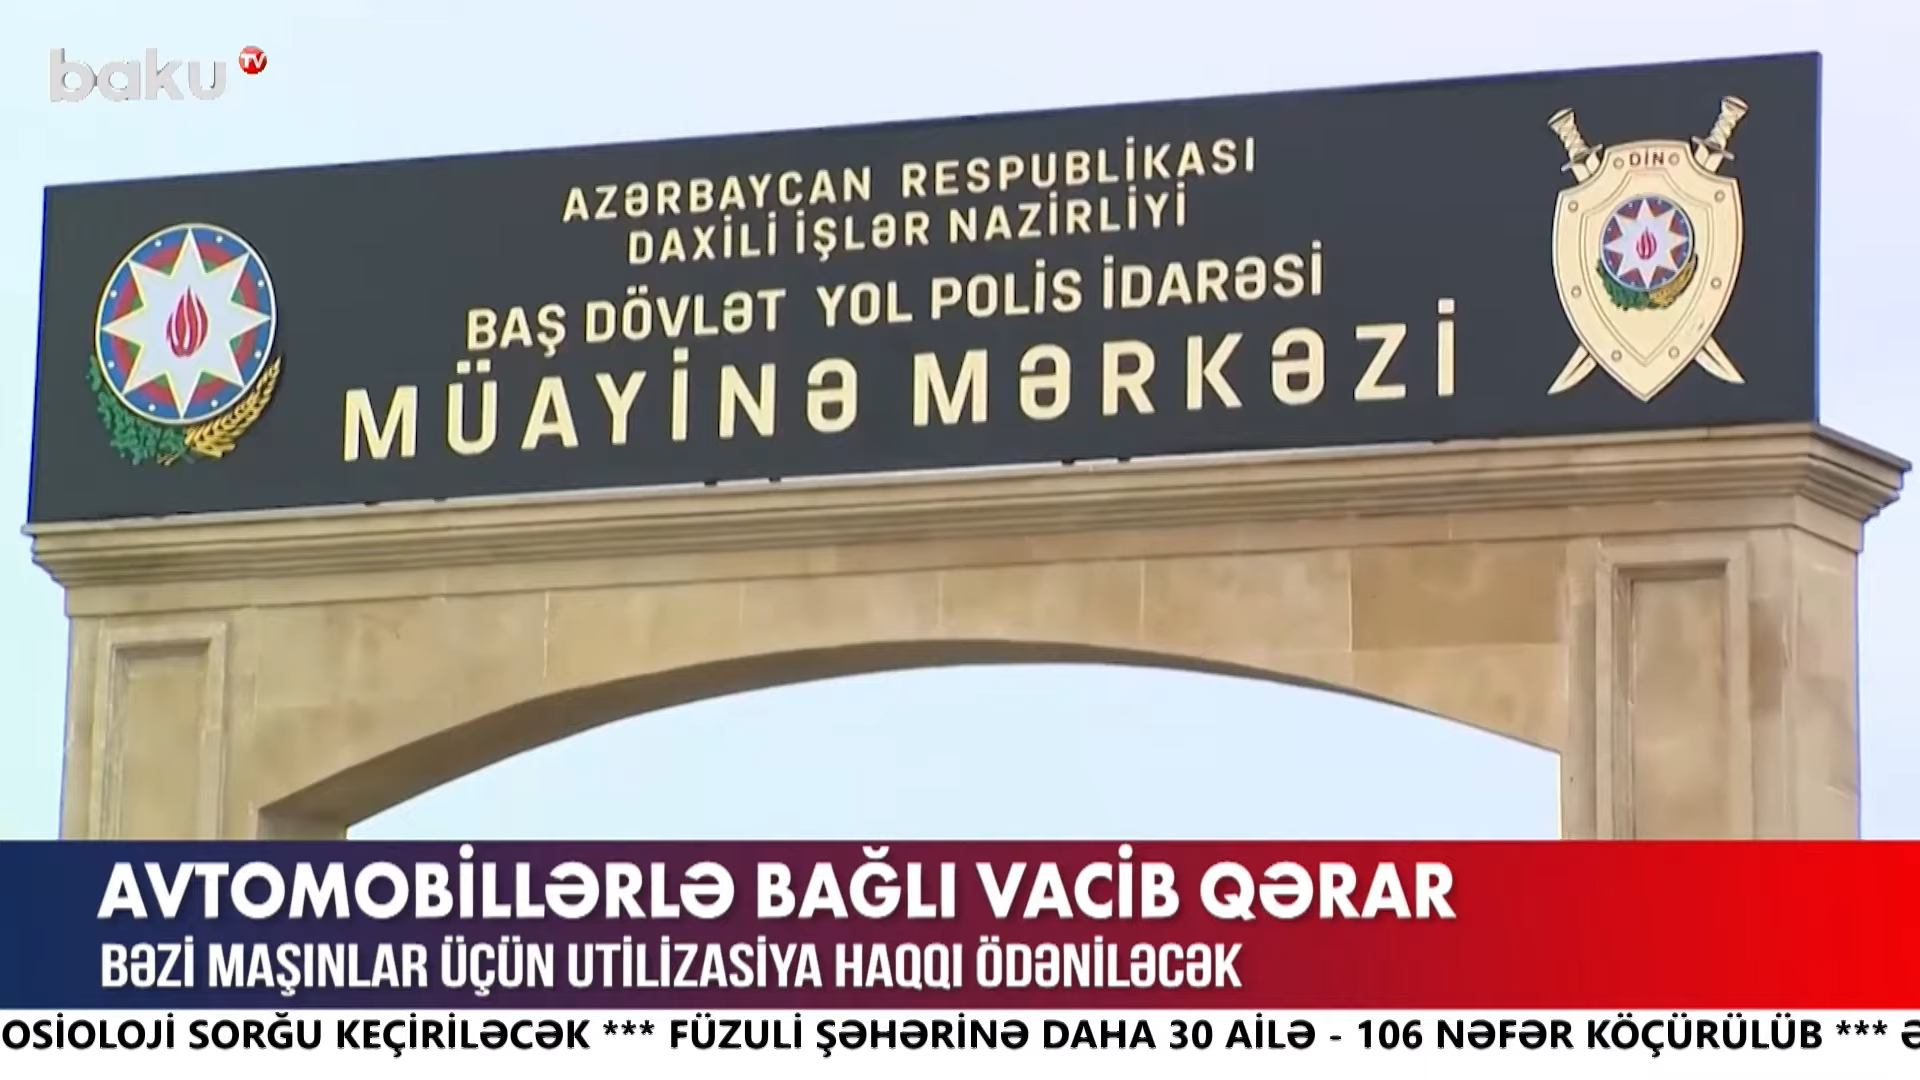 baku TV
AZƏRBAYCAN RESPUBLİKASI
DAXİLİ İŞLƏR NAZİRLİYİ
BAŞ DÖVLƏT YOL POLİS İDARƏSİ
MÜAYİNƏ MƏRKƏZİ
DİN
AVTOMOBİLLƏRLƏ BAĞLI VACİB QƏRAR
BƏZİ MAŞINLAR ÜÇÜN UTİLİZASİYA HAQQI ÖDƏNİLƏCƏK
OSİOLOJİ SORĞU KEÇİRİLƏCƏK *** FÜZULİ ŞƏHƏRİNƏ DAHA 30 AİLƏ - 106 NƏFƏR KÖÇÜRÜLÜB *** Ə